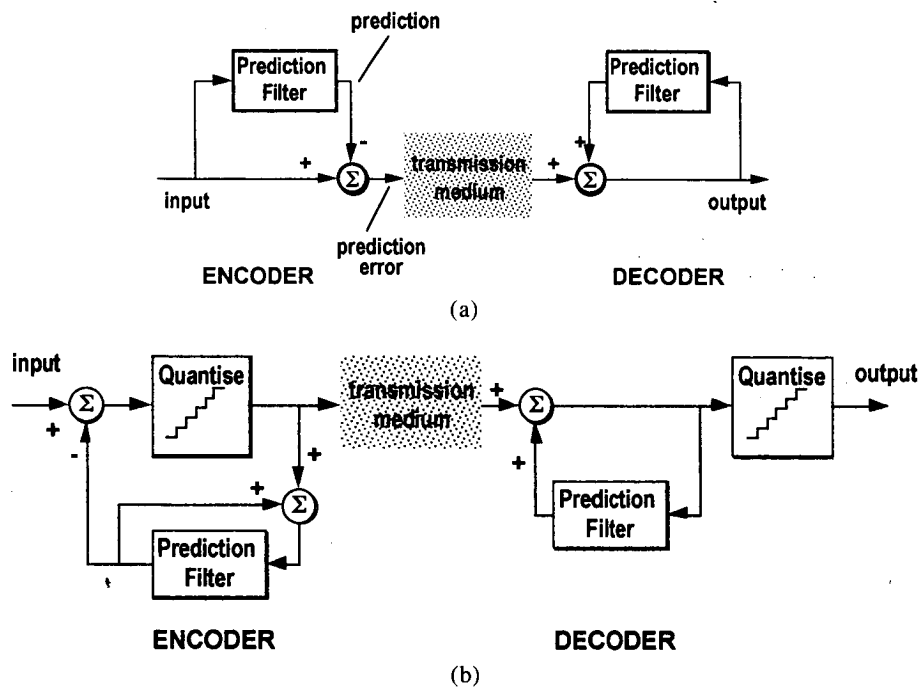 prediction
Prediction
Filter
Prediction
Filter
-
+
+
+
Σ
transmission
medium
Σ
input
output
prediction
error
ENCODER
DECODER
(a)
input
Quantise
transmission
medium
Quantise
output
Σ
+
+
Σ
-
+
+
+
Σ
Prediction
Filter
Prediction
Filter
ENCODER
DECODER
(b)